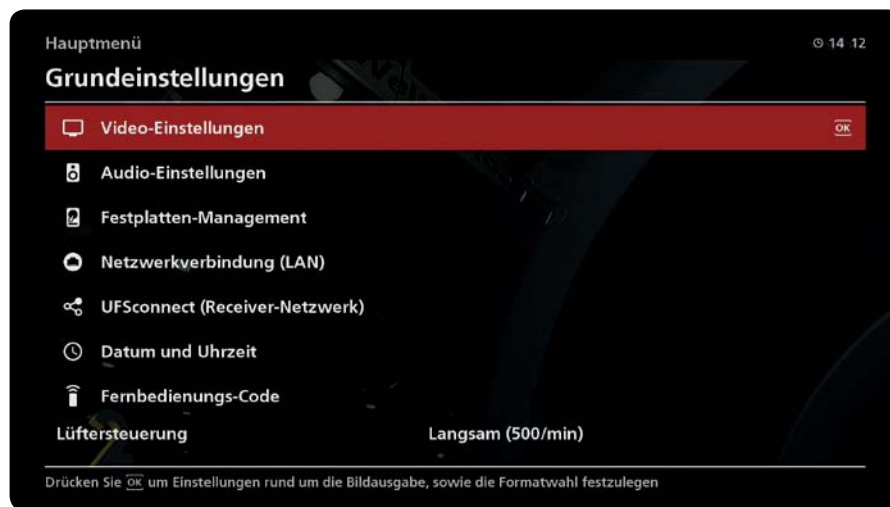 Hauptmenü
14 12
Grundeinstellungen
Video-Einstellungen OK
Audio-Einstellungen
Festplatten-Management
Netzwerkverbindung (LAN)
UFSconnect (Receiver-Netzwerk)
Datum und Uhrzeit
Fernbedienungs-Code
Lüftersteuerung Langsam (500/min)
Drücken Sie OK um Einstellungen rund um die Bildausgabe, sowie die Formatwahl festzulegen